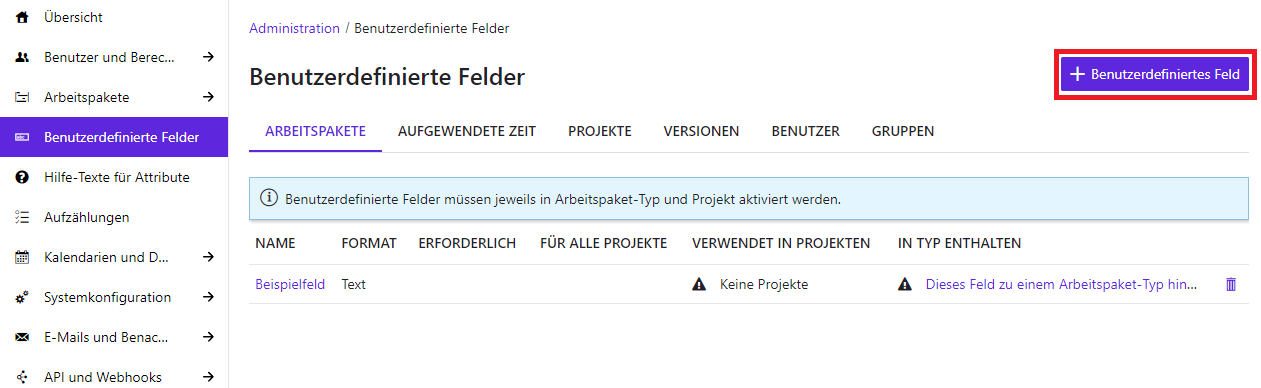 Übersicht
Benutzer und Berec...
Arbeitspakete
Benutzerdefinierte Felder
Hilfe-Texte für Attribute
Aufzählungen
Kalendarien und D...
Systemkonfiguration
E-Mails und Benac...
API und Webhooks
Administration / Benutzerdefinierte Felder
Benutzerdefinierte Felder
+ Benutzerdefiniertes Feld
ARBEITSPAKETE AUFGEWENDETE ZEIT PROJEKTE VERSIONEN BENUTZER GRUPPEN
Benutzerdefinierte Felder müssen jeweils in Arbeitspaket-Typ und Projekt aktiviert werden.
NAME FORMAT ERFORDERLICH FÜR ALLE PROJEKTE VERWENDET IN PROJEKTEN IN TYP ENTHALTEN
Beispielfeld Text Keine Projekte Dieses Feld zu einem Arbeitspaket-Typ hin...